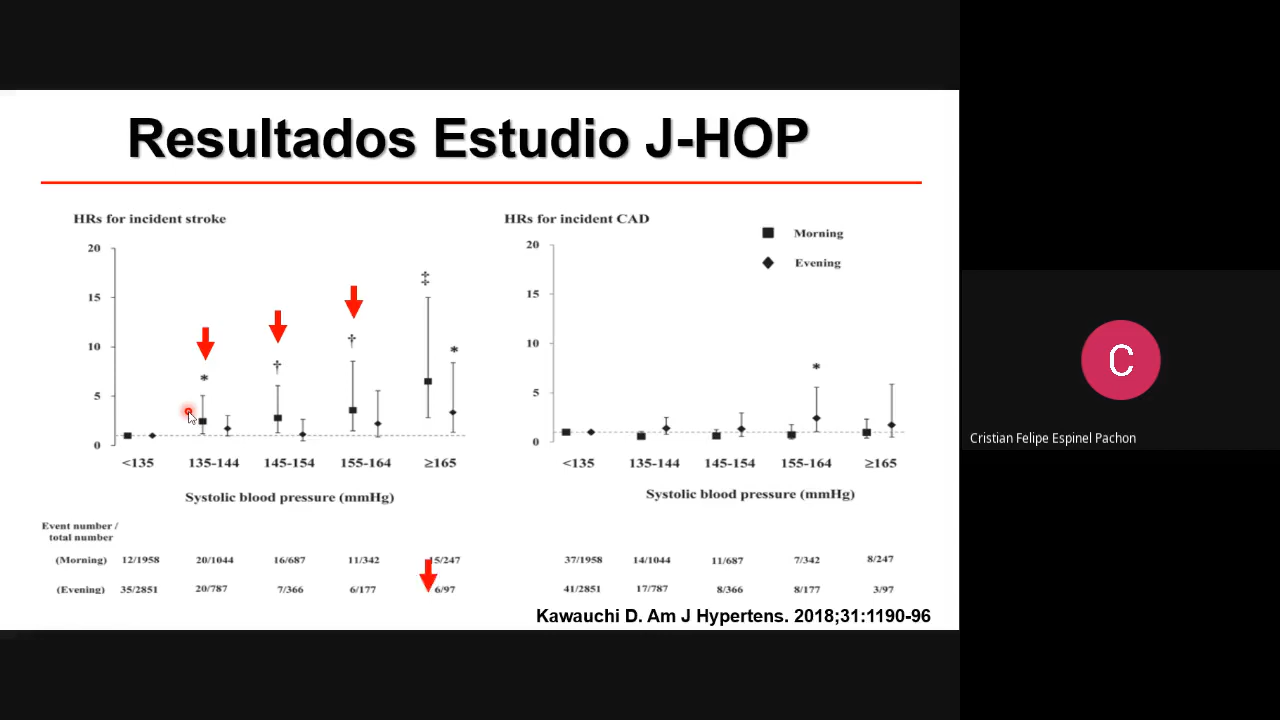 Resultados Estudio J-HOP
HRs for incident stroke
20
15
10
5
0
‡
†
†
*
*
<135 135-144 145-154 155-164 ≥165
Systolic blood pressure (mmHg)
HRs for incident CAD
Morning
Evening
20
15
10
5
0
*
<135 135-144 145-154 155-164 ≥165
Systolic blood pressure (mmHg)
Event number /
total number
(Morning) 12/1958 20/1044 16/687 11/342 15/247 37/1958 14/1044 11/687 7/342 8/247
(Evening) 35/2851 20/787 7/366 6/177 6/97 41/2851 17/787 8/366 8/177 3/97
Kawauchi D. Am J Hypertens. 2018;31:1190-96
C
Cristian Felipe Espinel Pachon